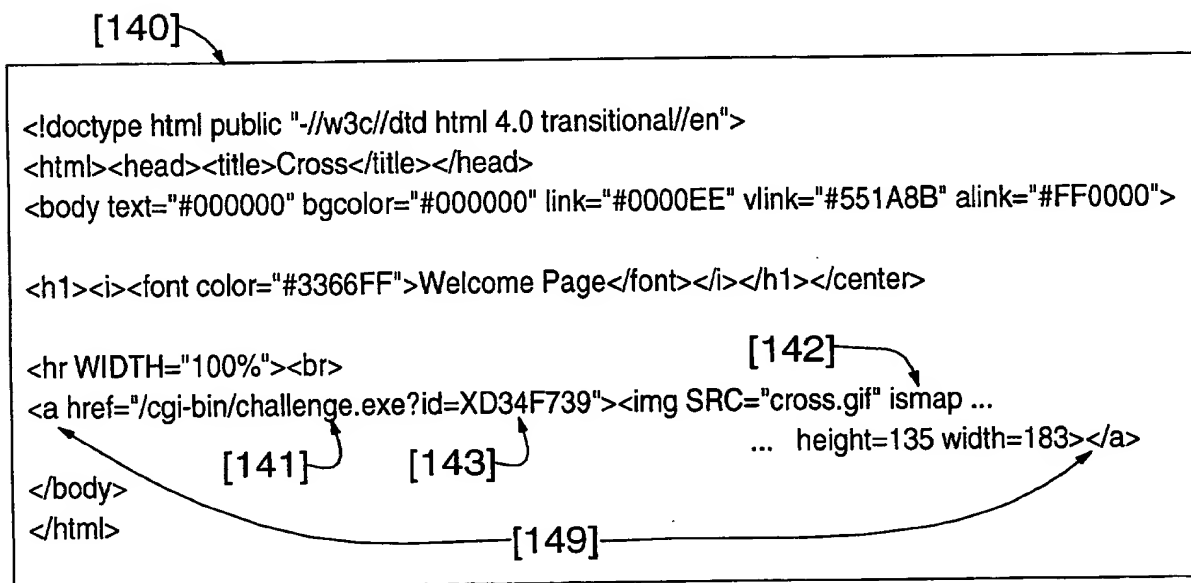 [140]
<!doctype html public "-//w3c//dtd html 4.0 transitional//en">
<html><head><title>Cross</title></head>
<body text="#000000" bgcolor="#000000" link="#0000EE" vlink="#551A8B" alink="#FF0000">
<h1><i><font color="#3366FF">Welcome Page</font></i></h1></center>
[142]
<hr WIDTH="100%"><br>
<a href="/cgi-bin/challenge.exe?id=XD34F739"><img SRC="cross.gif" ismap ...
... height=135 width=183></a>
[141] [143]
</body>
</html>
[149]